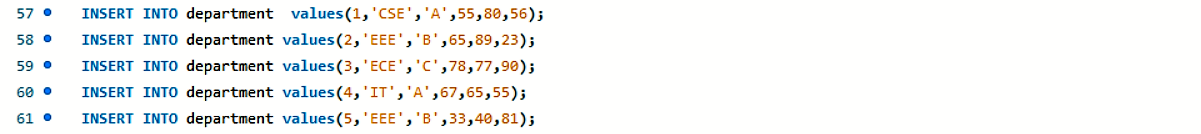 57 INSERT INTO department  values(1,'CSE','A',55,80,56);
58 INSERT INTO department values(2,'EEE','B',65,89,23);
59 INSERT INTO department values(3,'ECE','C',78,77,90);
60 INSERT INTO department values(4,'IT','A',67,65,55);
61 INSERT INTO department values(5,'EEE','B',33,40,81);